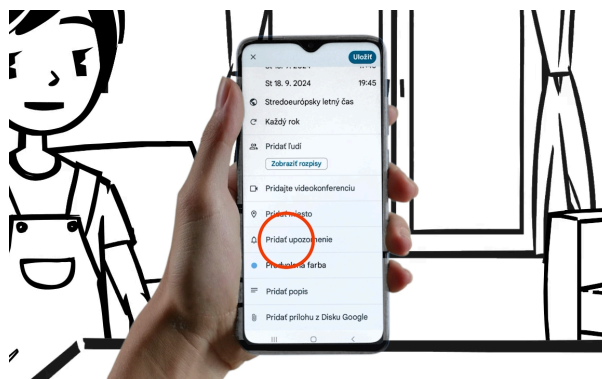 Uložiť
St 18. 9. 2024 19:45
Stredoeurópsky letný čas
Každý rok
Pridať ľudí
Zobraziť rozpisy
Pridajte videokonferenciu
Pridať miesto
Pridať upozornenie
Predvolená farba
Pridať popis
Pridať prílohu z Disku Google